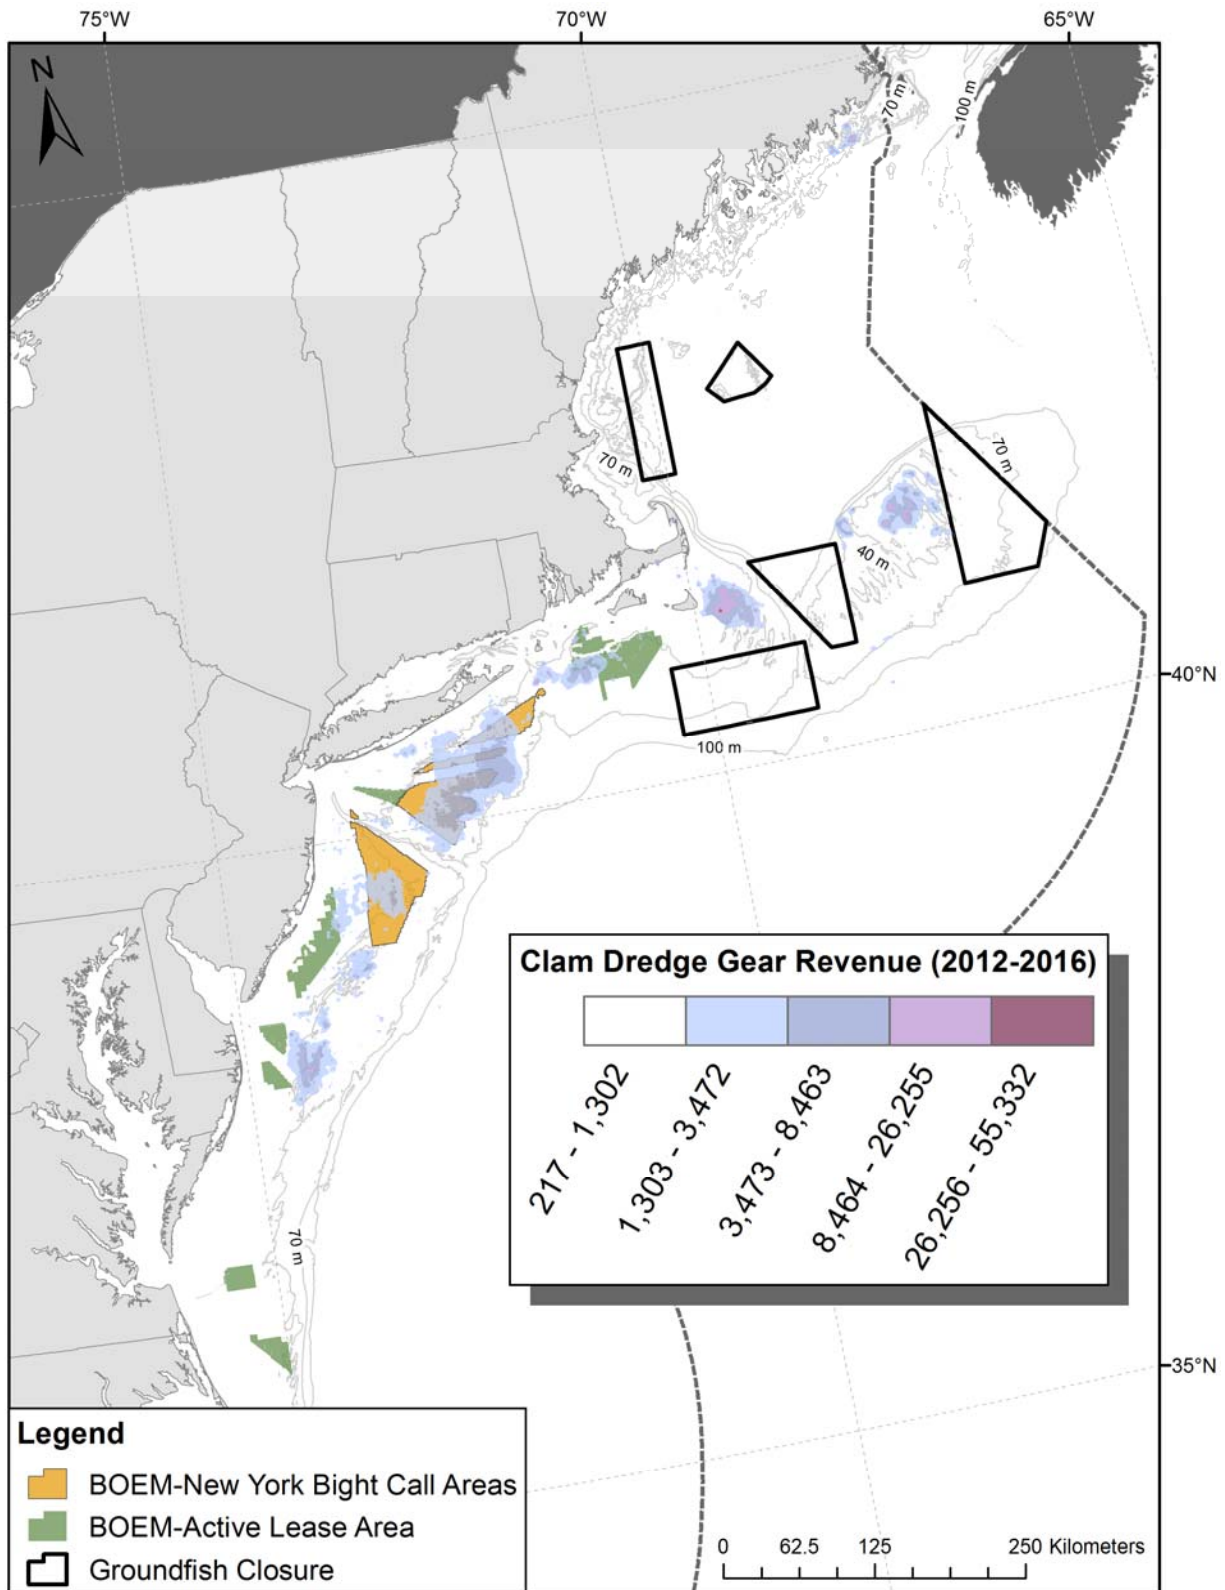 75°W
70°W
65°W
N
70 m
100 m
70 m
70 m
40 m
40°N
100 m
Clam Dredge Gear Revenue (2012-2016)
217 - 1,302
1,303 - 3,472
3,473 - 8,463
8,464 - 26,255
26,256 - 55,332
70 m
35°N
Legend
BOEM-New York Bight Call Areas
BOEM-Active Lease Area
Groundfish Closure
0 62.5 125 250 Kilometers